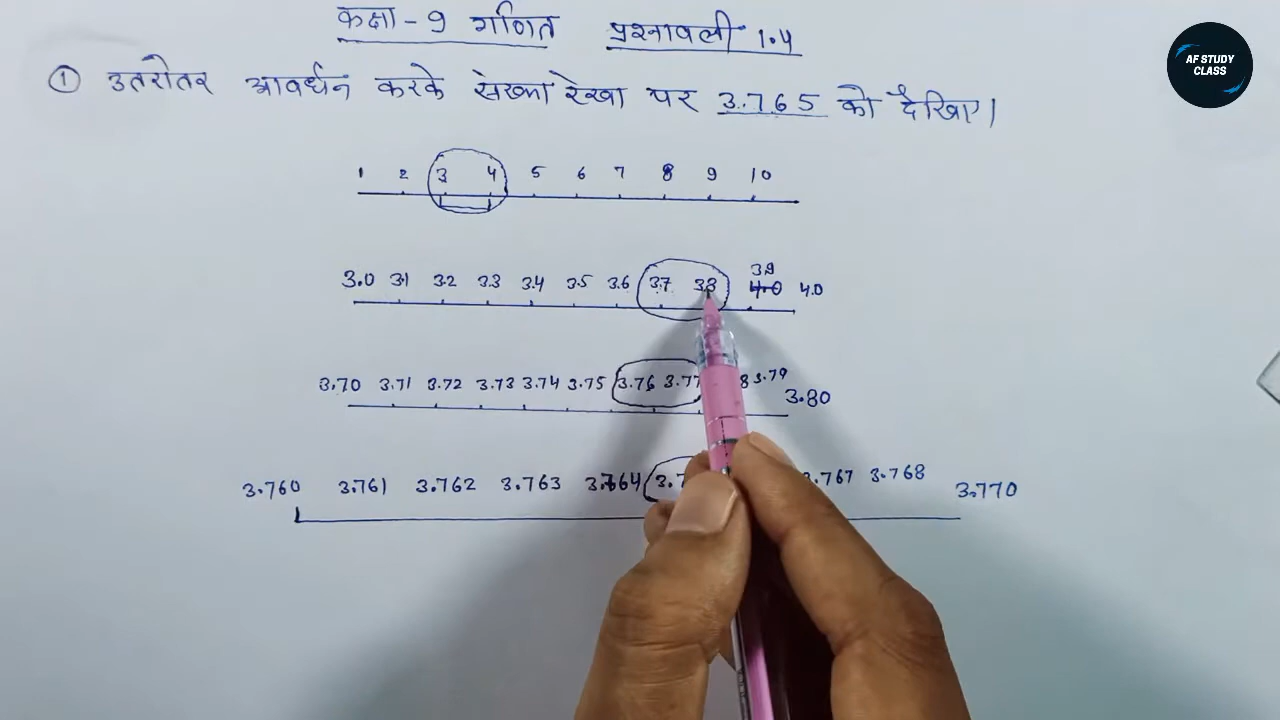 कक्षा - 9 गणित प्रश्नावली 1.4
AF STUDY
CLASS
① उतरोतर आवर्धन करके संख्या रेखा पर 3.765 को देखिए।
1 2 3 4 5 6 7 8 9 10
3.0 3.1 3.2 3.3 3.4 3.5 3.6 3.7 3.8 3.9 4.0 4.0
3.70 3.71 3.72 3.73 3.74 3.75 3.76 3.77 3.79 3.80
3.760 3.761 3.762 3.763 3.764 3.767 3.768 3.770